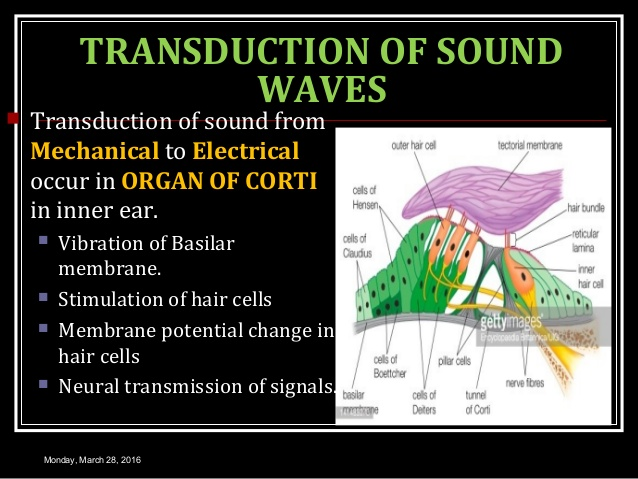 TRANSDUCTION OF SOUND
WAVES
Transduction of sound from
Mechanical to Electrical
occur in ORGAN OF CORTI
in inner ear.
Vibration of Basilar
membrane.
Stimulation of hair cells
Membrane potential change in
hair cells
Neural transmission of signals.
outer hair cell
tectorial membrane
cells of
Hensen
hair bundle
cells of
Claudius
reticular
lamina
inner
hair cell
gettyimages®
Encyclopaedia Britannica/UIG
cells of
Boettcher
pillar cells
nerve fibres
basilar
membrane
cells of
Deiters
tunnel
of Corti
Monday, March 28, 2016